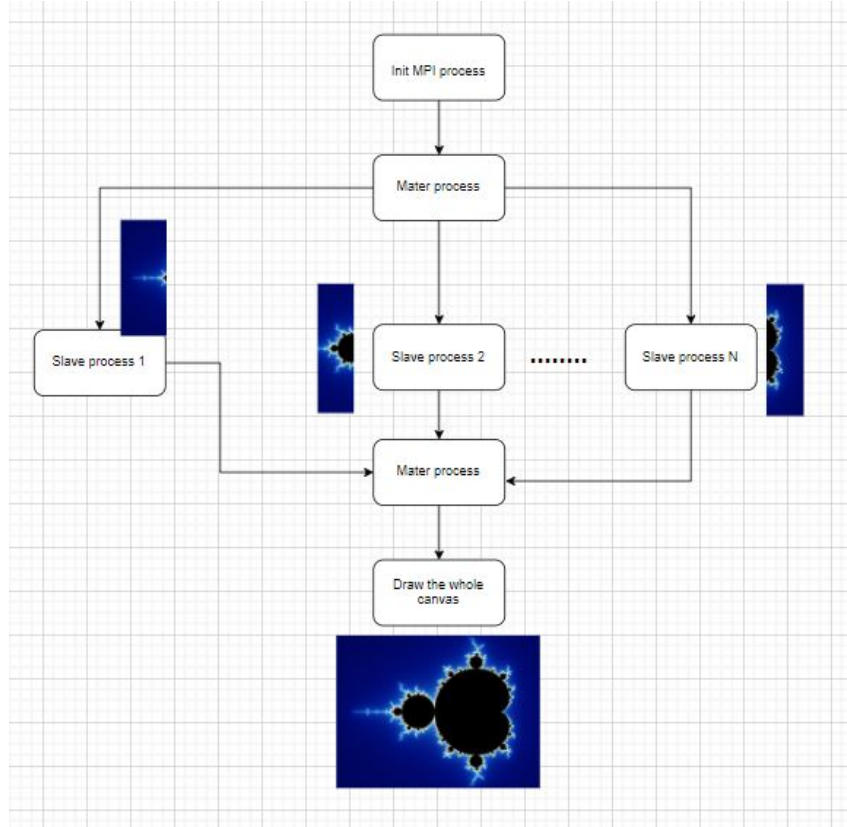 Init MPI process
Mater process
Slave process 1
Slave process 2
........
Slave process N
Mater process
Draw the whole
canvas